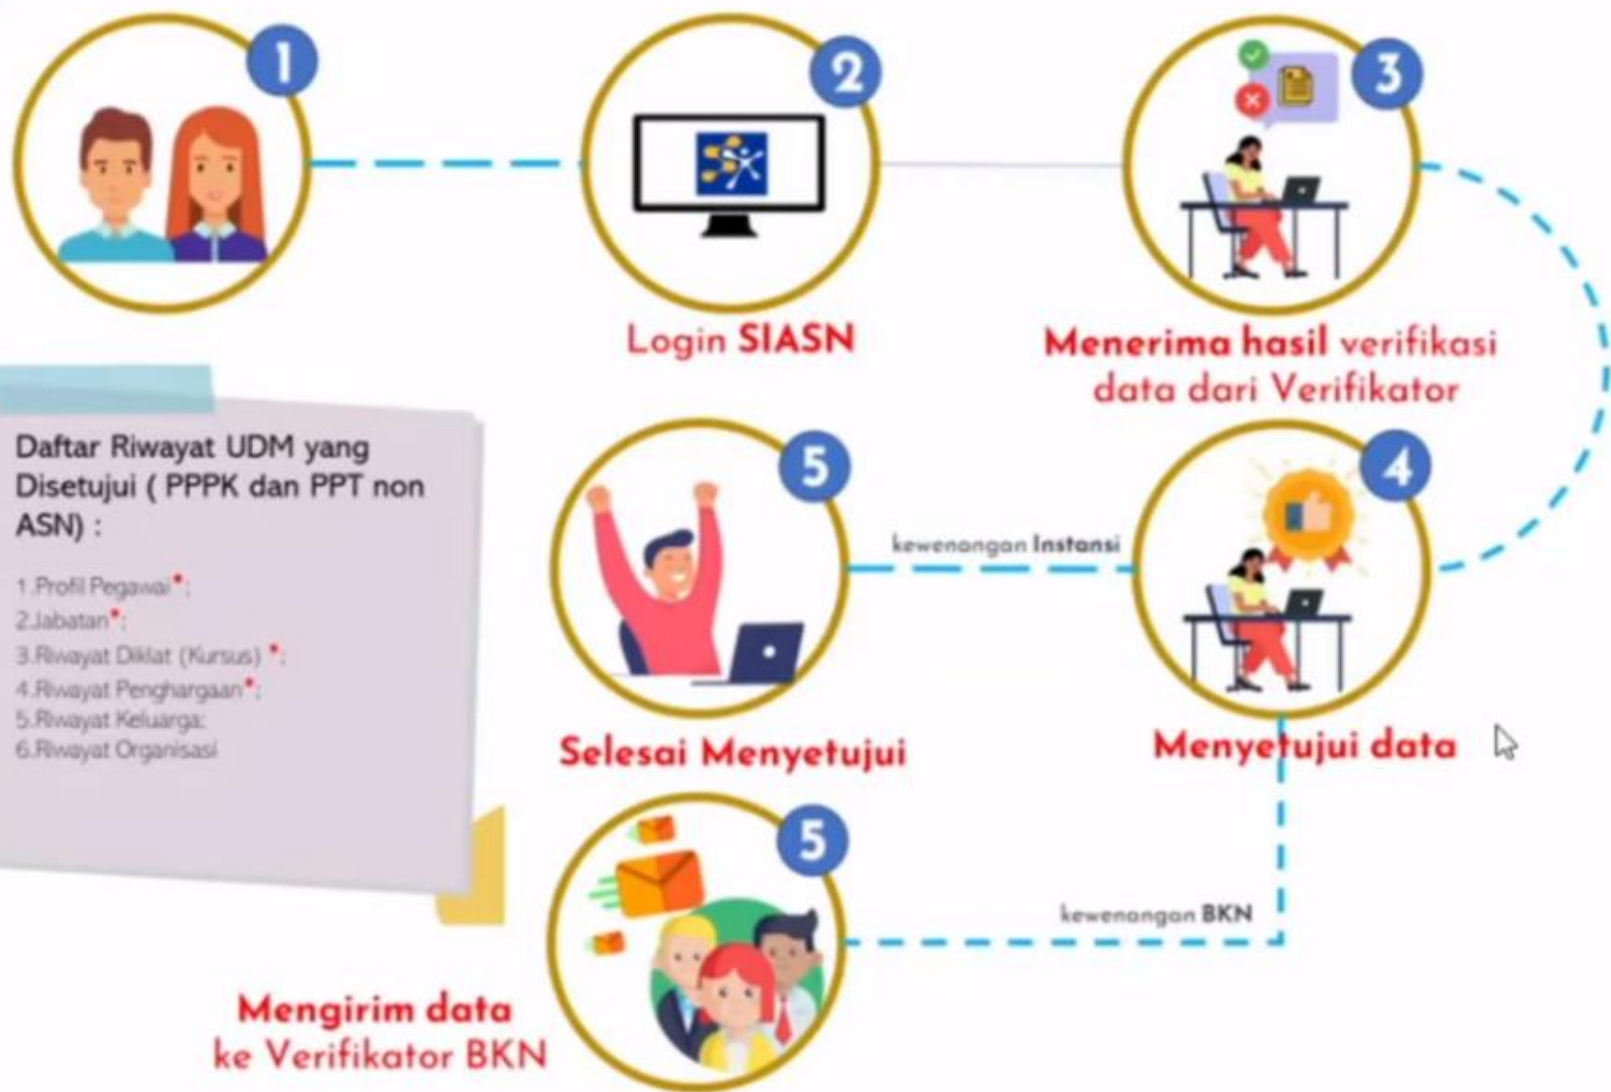 1
2
3
Login SIASN
Menerima hasil verifikasi
data dari Verifikator
Daftar Riwayat UDM yang
Disetujui ( PPPK dan PPT non
ASN) :
1.Profil Pegawai*;
2.Jabatan*;
3.Riwayat Diklat (Kursus) *;
4.Riwayat Penghargaan*;
5.Riwayat Keluarga;
6.Riwayat Organisasi
5
4
kewenangan Instansi
Selesai Menyetujui
Menyetujui data
5
kewenangan BKN
Mengirim data
ke Verifikator BKN